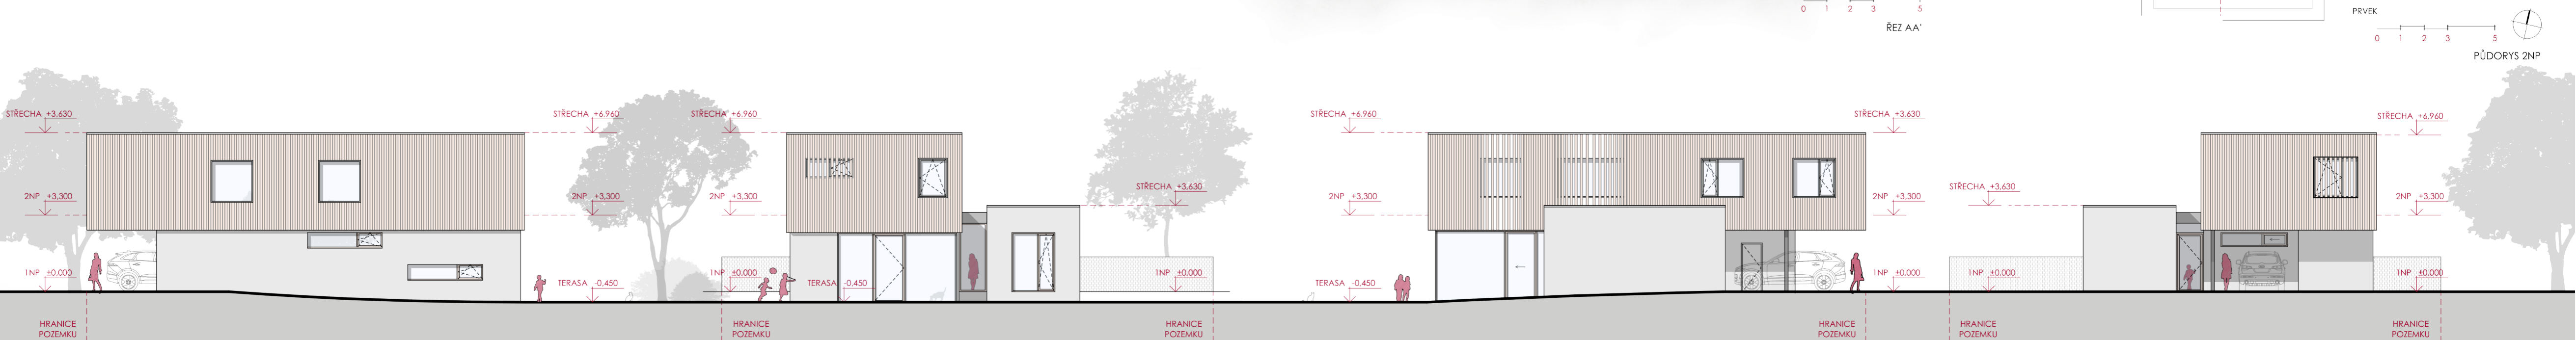 0 1 2 3 5
ŘEZ AA'
PRVEK
0 1 2 3 5
PŮDORYS 2NP
STŘECHA +3.630
2NP +3.300
1NP ±0.000
HRANICE
POZEMKU
STŘECHA +6.960
2NP +3.300
TERASA -0.450
STŘECHA +6.960
2NP +3.300
1NP ±0.000
TERASA -0.450
HRANICE
POZEMKU
STŘECHA +3.630
1NP ±0.000
HRANICE
POZEMKU
STŘECHA +6.960
2NP +3.300
TERASA -0.450
STŘECHA +3.630
2NP +3.300
1NP ±0.000
HRANICE
POZEMKU
STŘECHA +3.630
1NP ±0.000
HRANICE
POZEMKU
STŘECHA +6.960
2NP +3.300
1NP ±0.000
HRANICE
POZEMKU